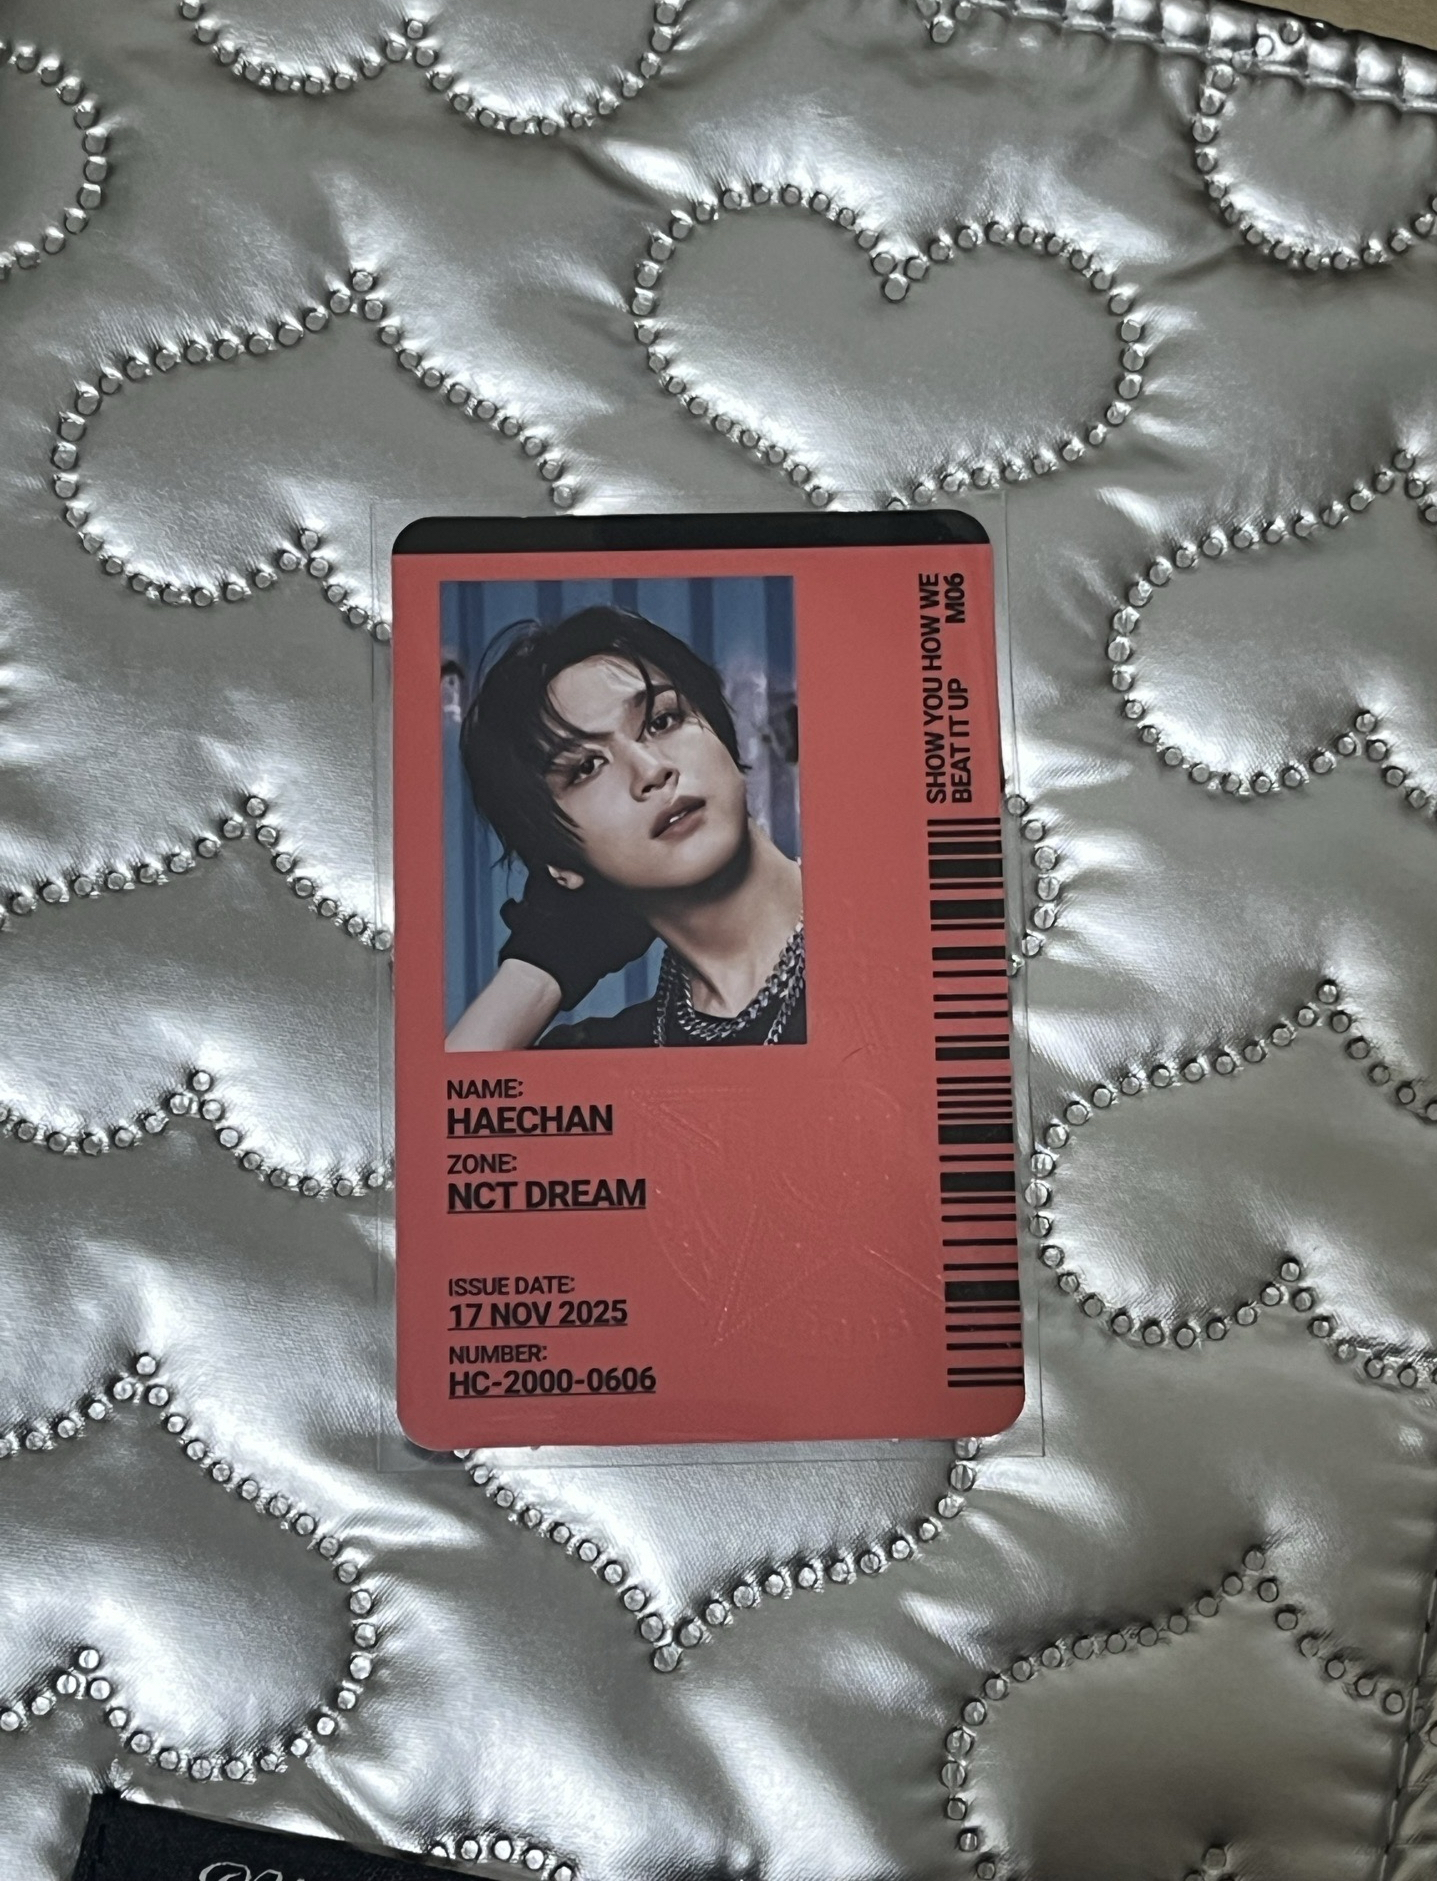 SHOW YOU HOW WE
BEAT IT UP M06
NAME:
HAECHAN
ZONE:
NCT DREAM
ISSUE DATE:
17 NOV 2025
NUMBER:
HC-2000-0606